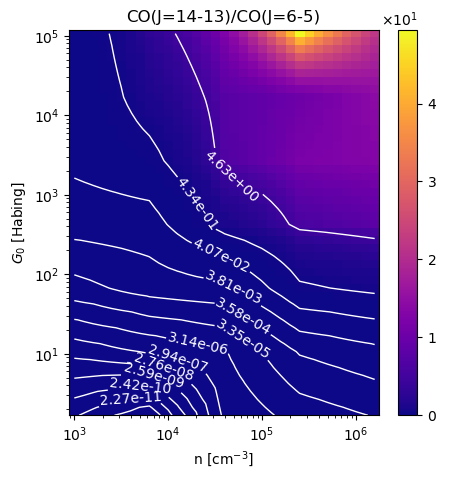 CO(J=14-13)/CO(J=6-5)
×10¹
10⁵
10⁴
10³
10²
10¹
G₀ [Habing]
4.63e+00
4.34e-01
4.07e-02
3.81e-03
3.58e-04
3.35e-05
3.14e-06
2.94e-07
2.76e-08
2.59e-09
2.42e-10
2.27e-11
4
3
2
1
0
10³ 10⁴ 10⁵ 10⁶
n [cm⁻³]